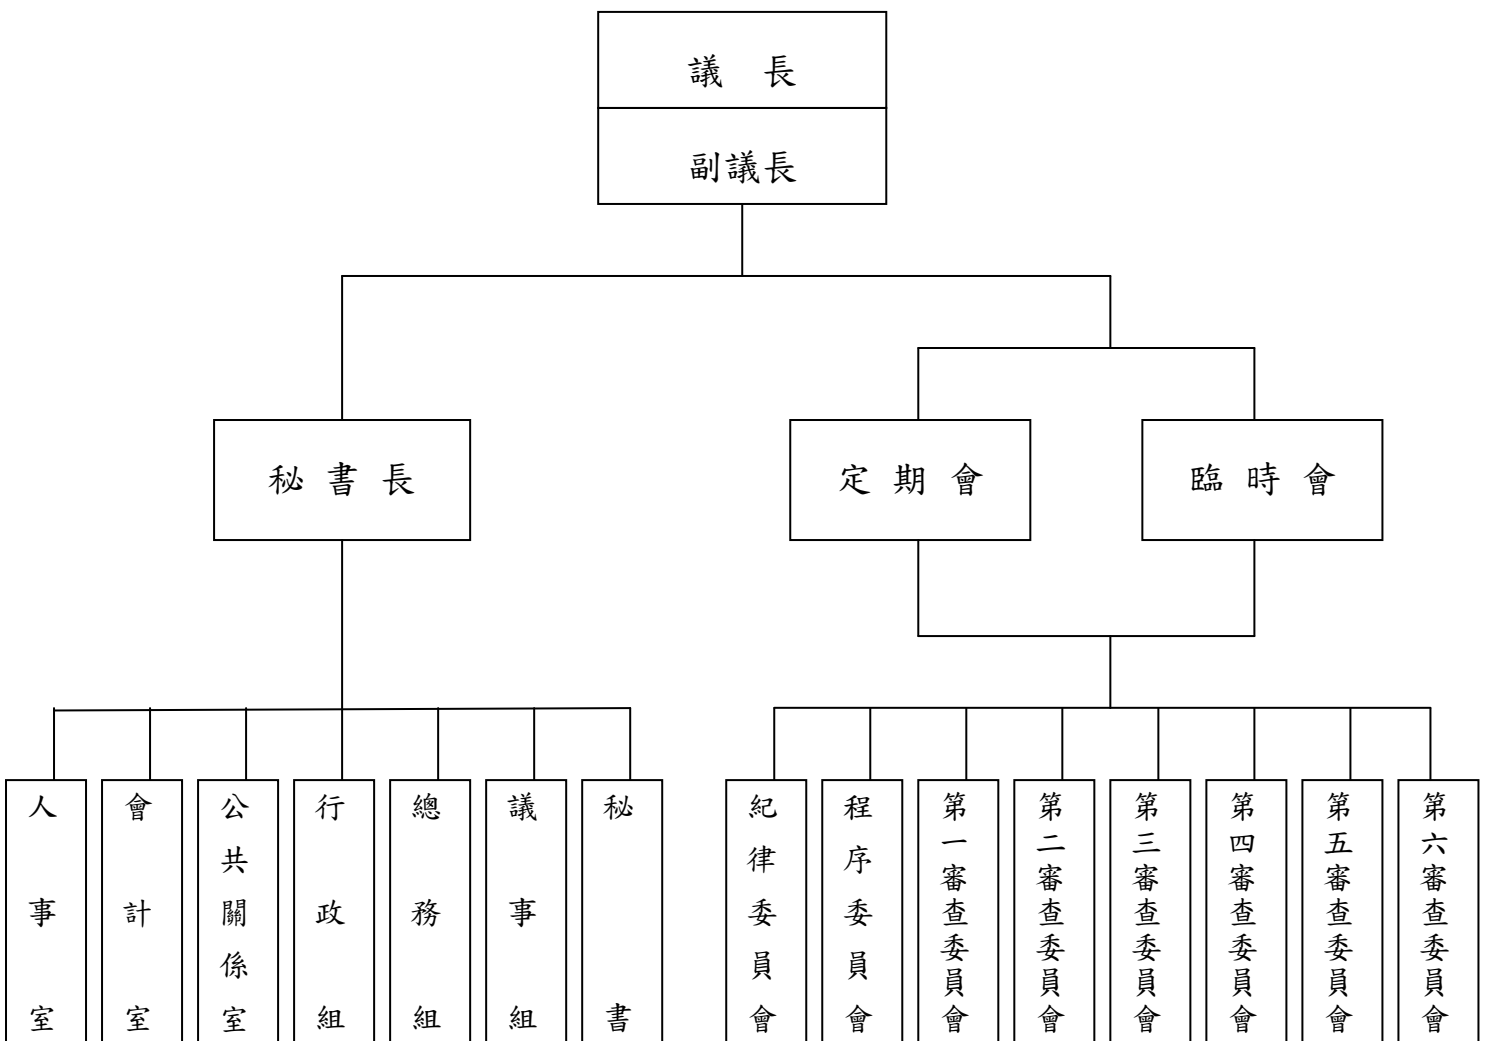 議 長
副議長
秘書長
定期會
臨時會
人事室
會計室
公共關係室
行政組
總務組
議事組
秘書
紀律委員會
程序委員會
第一審查委員會
第二審查委員會
第三審查委員會
第四審查委員會
第五審查委員會
第六審查委員會